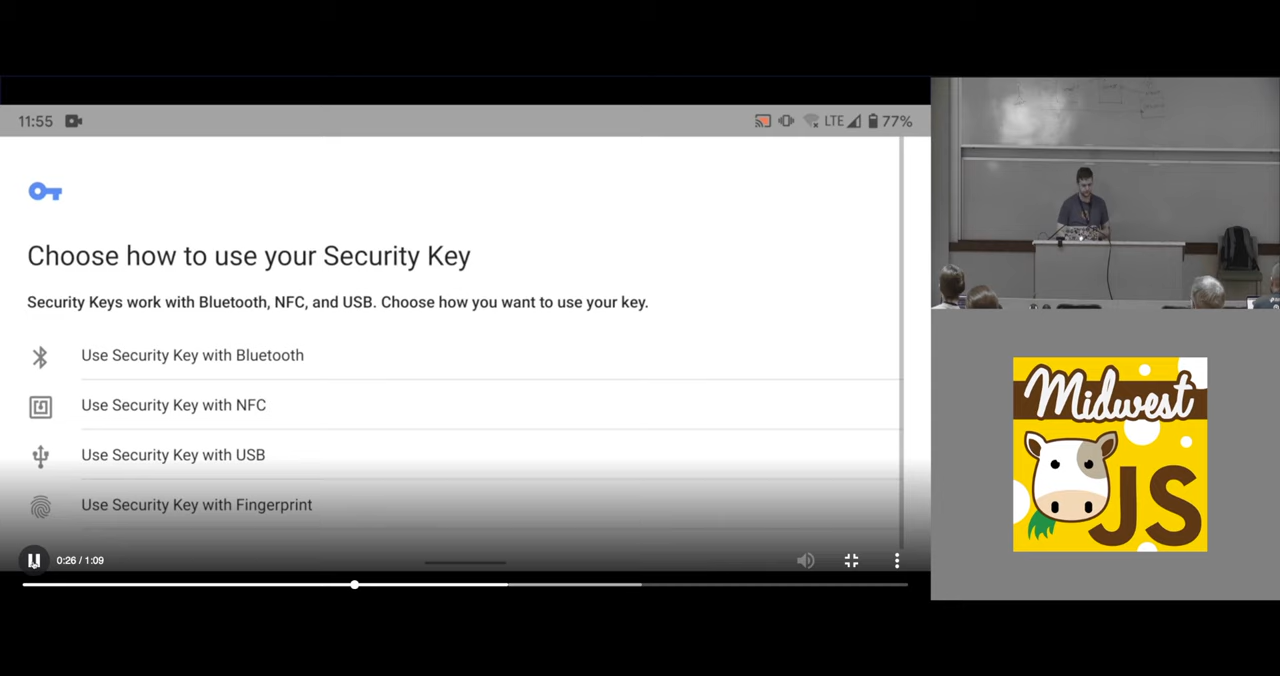 11:55
LTE
77%
Choose how to use your Security Key
Security Keys work with Bluetooth, NFC, and USB. Choose how you want to use your key.
Use Security Key with Bluetooth
Use Security Key with NFC
Use Security Key with USB
Use Security Key with Fingerprint
0:26 / 1:09
Midwest
JS